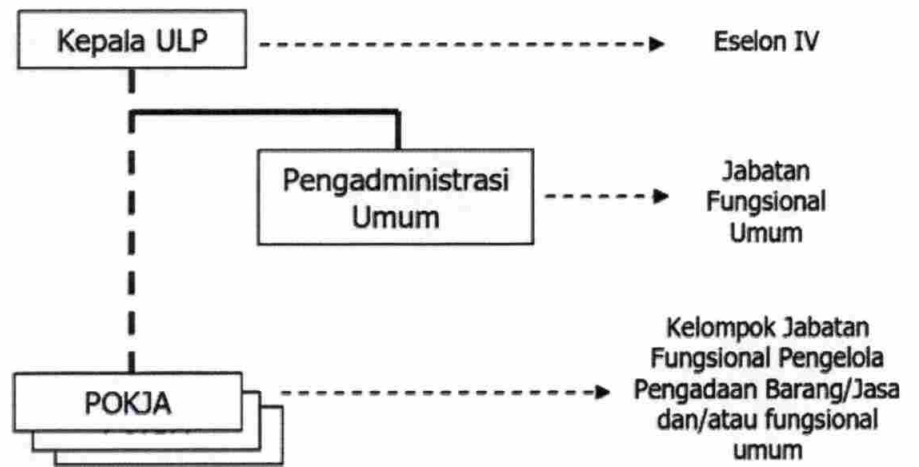 Kepala ULP
Eselon IV
Pengadministrasi
Umum
Jabatan
Fungsional
Umum
POKJA
Kelompok Jabatan
Fungsional Pengelola
Pengadaan Barang/Jasa
dan/atau fungsional
umum